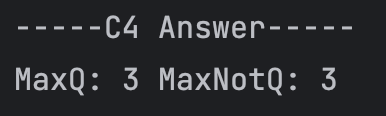 -----C4 Answer-----
MaxQ: 3 MaxNotQ: 3